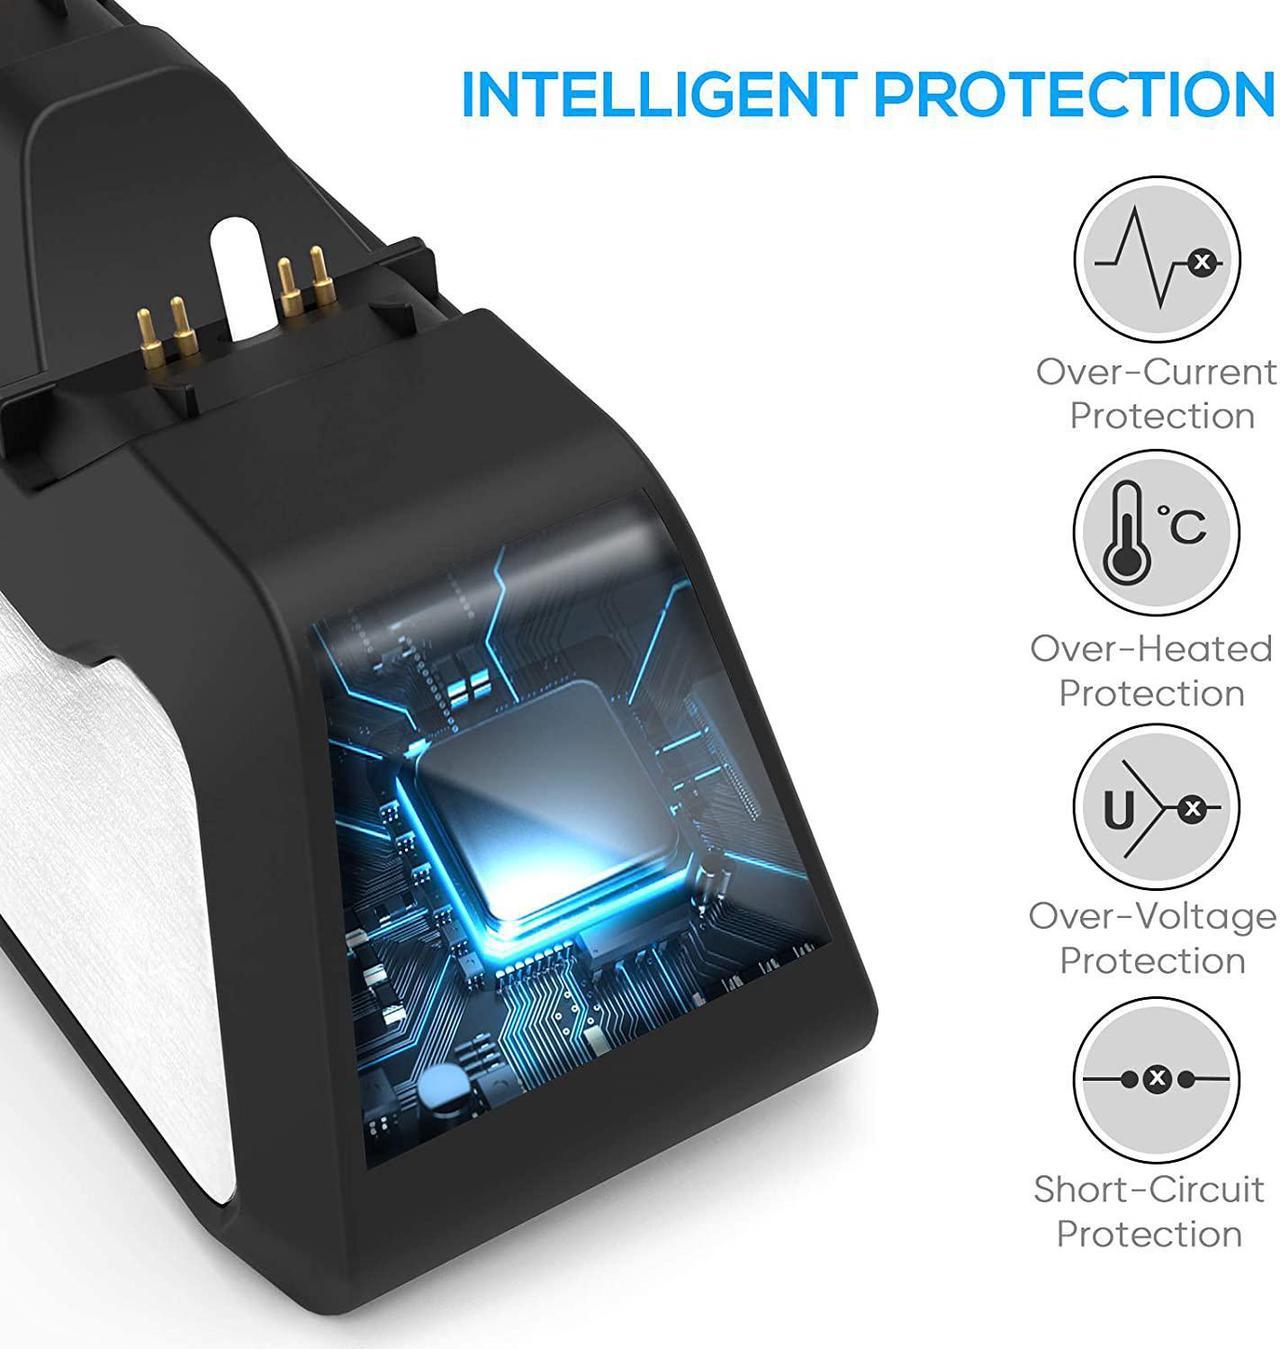 INTELLIGENT PROTECTION
X
Over-Current
Protection
°C
Over-Heated
Protection
U
X
Over-Voltage
Protection
X
Short-Circuit
Protection